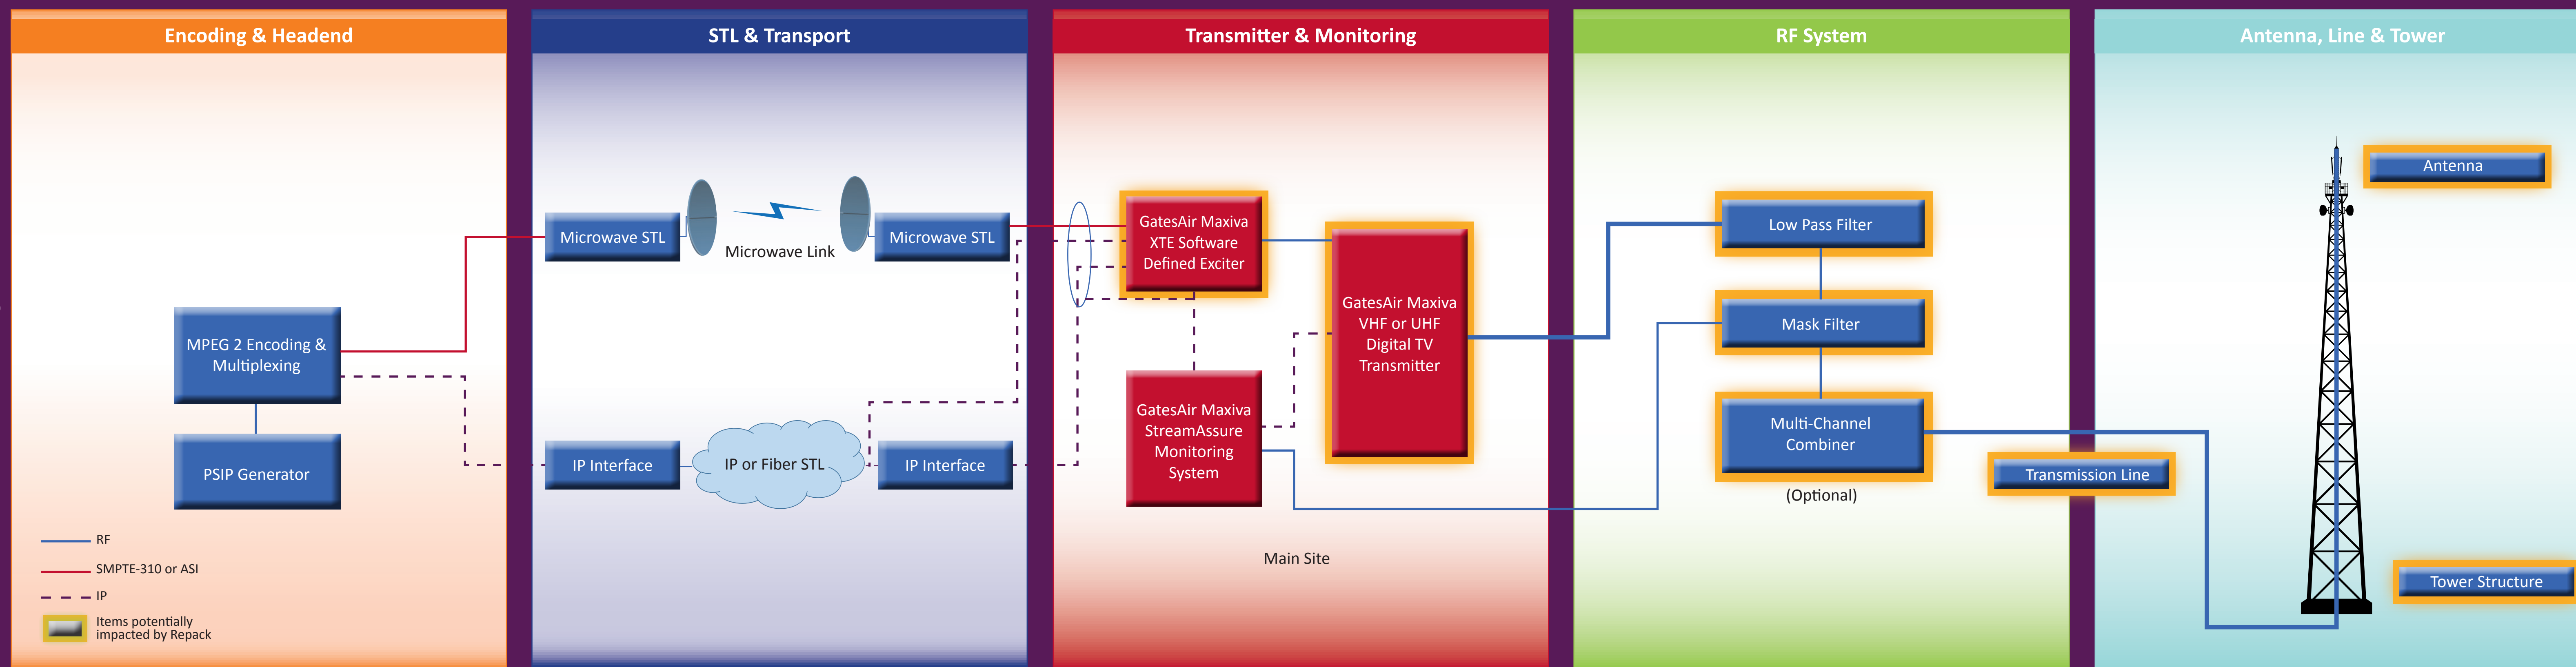 Encoding & Headend
MPEG 2 Encoding &
Multiplexing
PSIP Generator
RF
SMPTE-310 or ASI
IP
Items potentially
impacted by Repack
STL & Transport
Microwave STL
Microwave Link
Microwave STL
IP Interface
IP or Fiber STL
IP Interface
Transmitter & Monitoring
GatesAir Maxiva
XTE Software
Defined Exciter
GatesAir Maxiva
VHF or UHF
Digital TV
Transmitter
GatesAir Maxiva
StreamAssure
Monitoring
System
Main Site
RF System
Low Pass Filter
Mask Filter
Multi-Channel
Combiner
(Optional)
Transmission Line
Antenna, Line & Tower
Antenna
Tower Structure